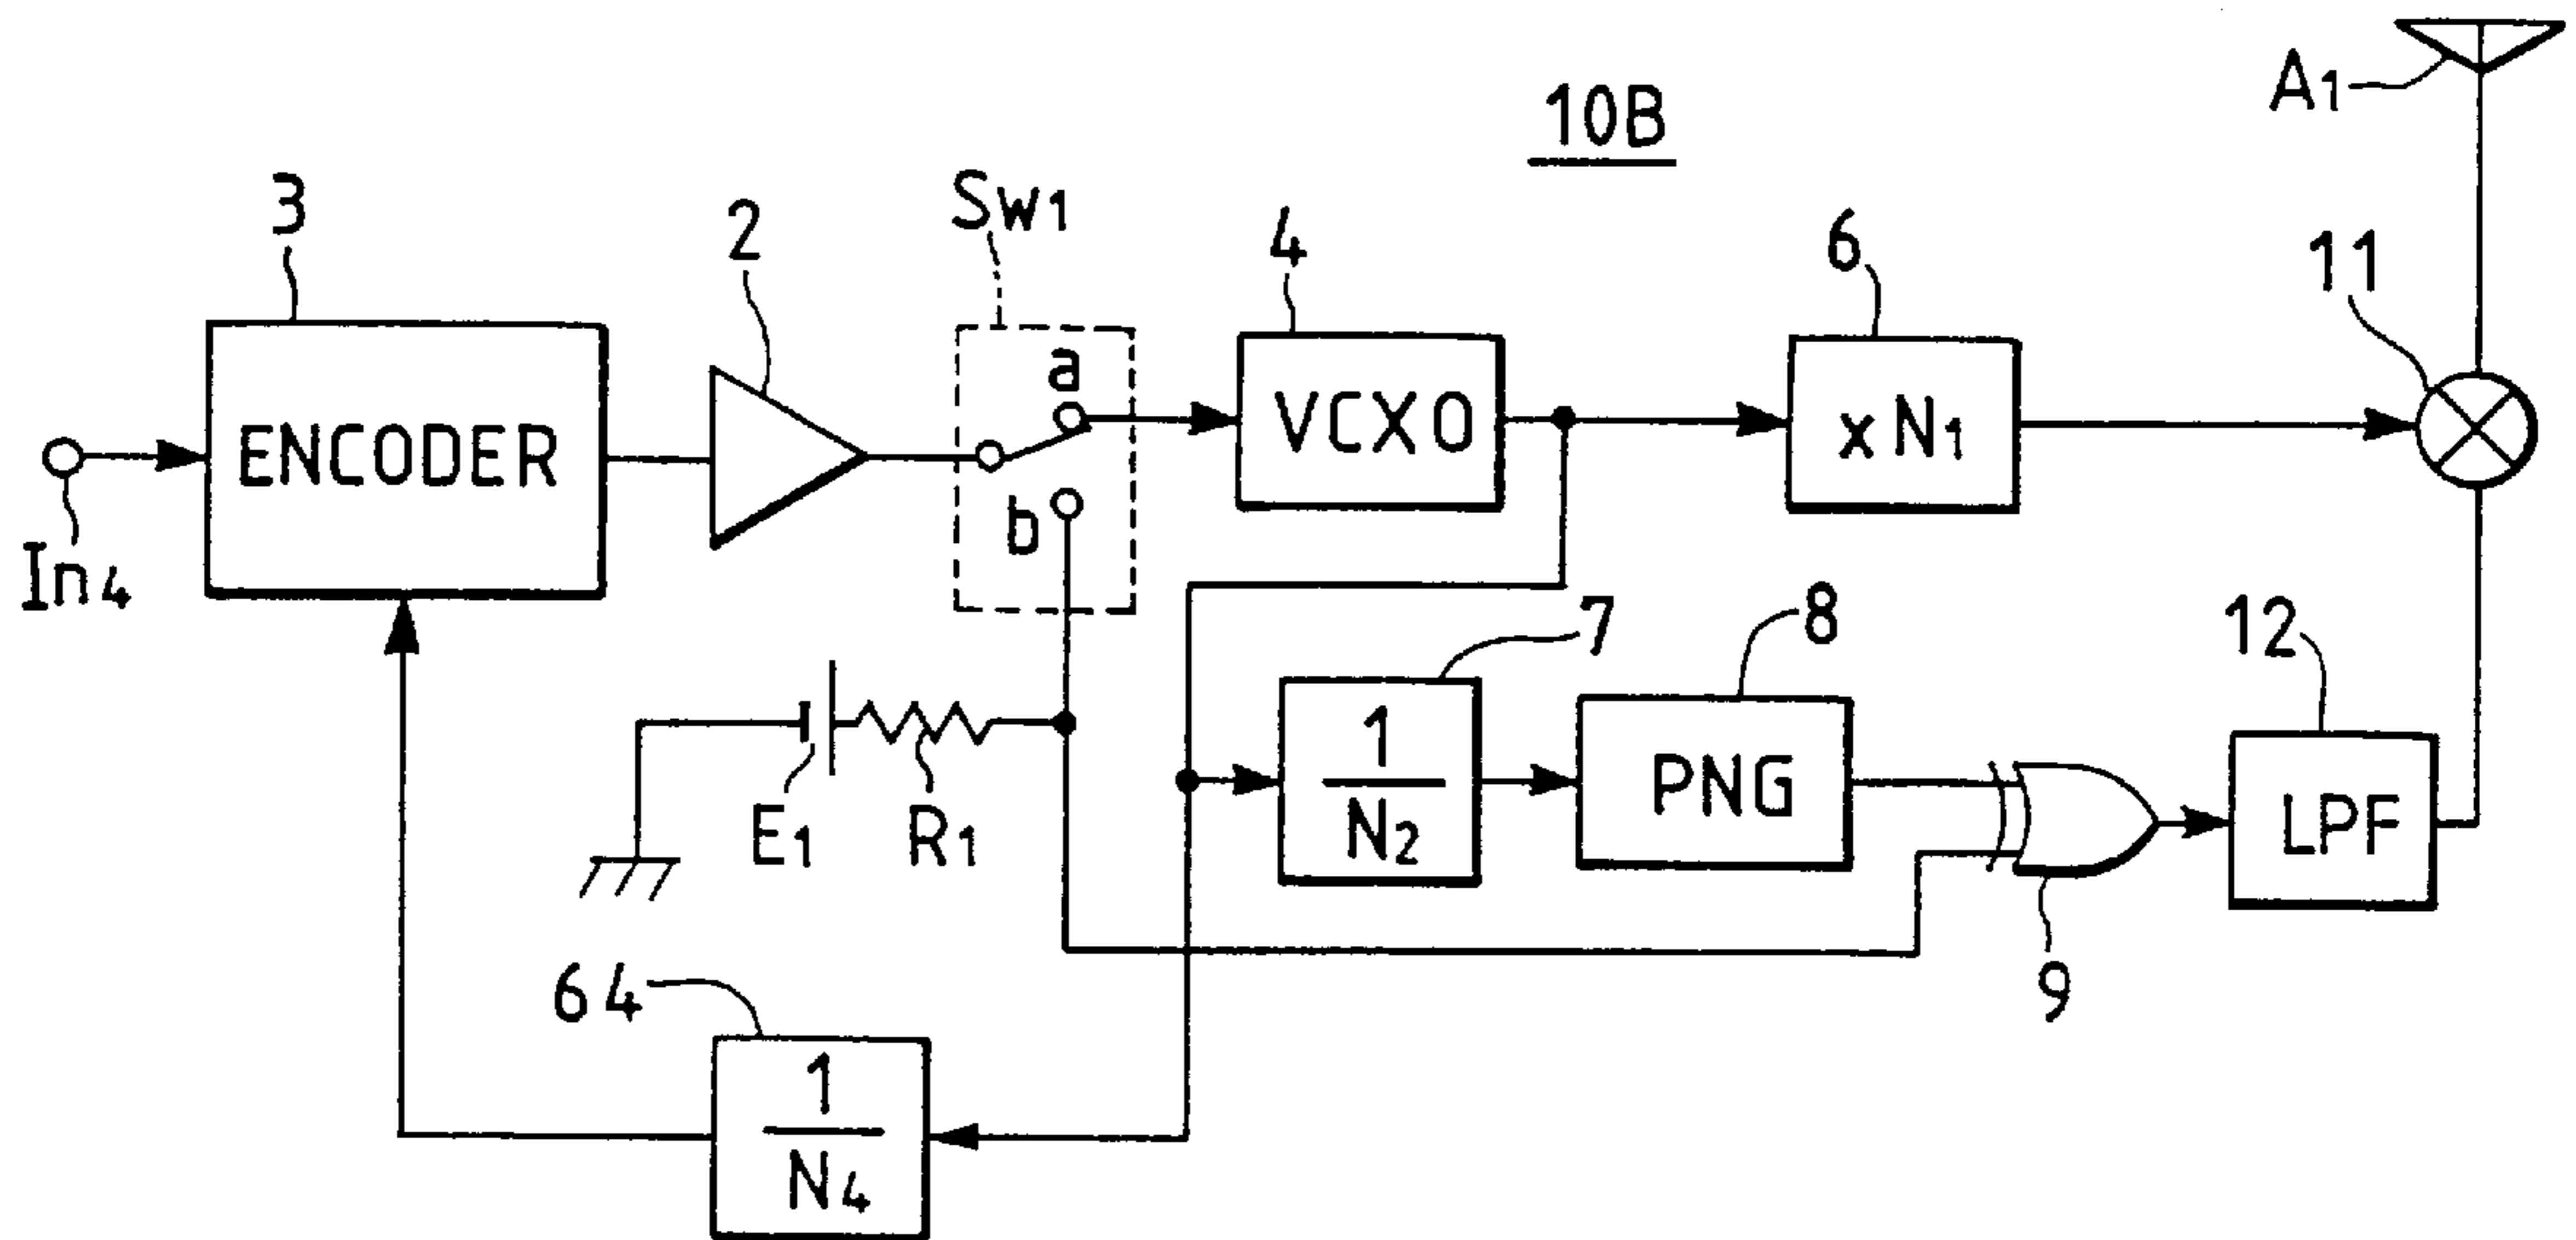 10B
A1
3
2
Sw1
4
6
11
ENCODER
a
b
VCXO
xN1
In4
7
8
12
1
N2
PNG
LPF
E1
R1
9
64
1
N4